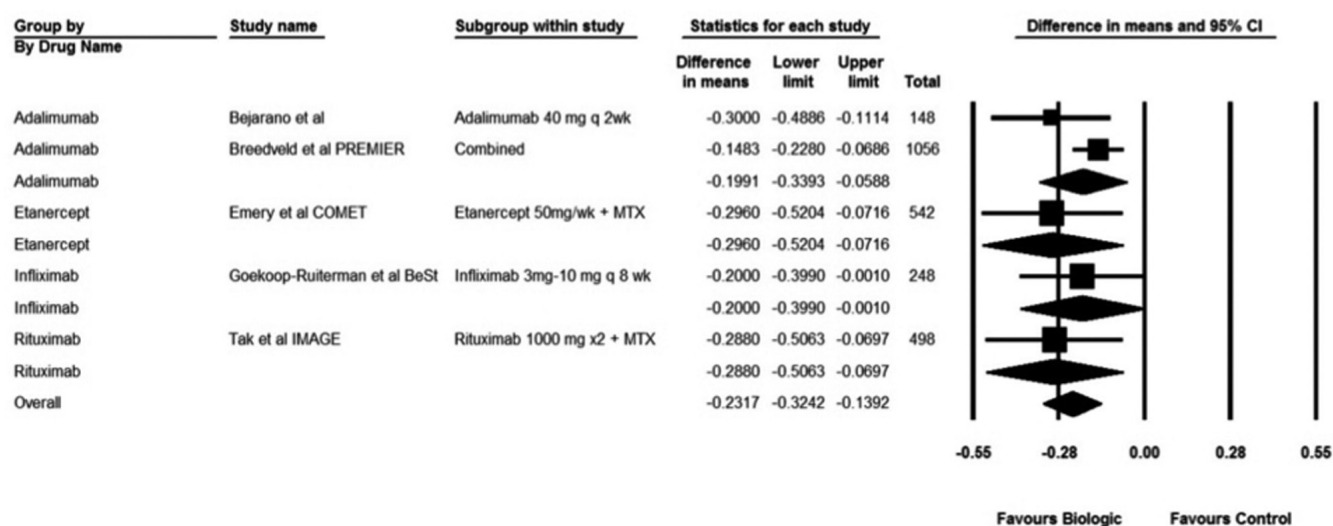 Group by Study name Subgroup within study Statistics for each study Difference in means and 95% CI
By Drug Name
Difference Lower Upper
in means limit limit Total
Adalimumab Bejarano et al Adalimumab 40 mg q 2wk -0.3000 -0.4886 -0.1114 148
Adalimumab Breedveld et al PREMIER Combined -0.1483 -0.2280 -0.0686 1056
Adalimumab -0.1991 -0.3393 -0.0588
Etanercept Emery et al COMET Etanercept 50mg/wk + MTX -0.2960 -0.5204 -0.0716 542
Etanercept -0.2960 -0.5204 -0.0716
Infliximab Goekoop-Ruiterman et al BeSt Infliximab 3mg-10 mg q 8 wk -0.2000 -0.3990 -0.0010 248
Infliximab -0.2000 -0.3990 -0.0010
Rituximab Tak et al IMAGE Rituximab 1000 mg x2 + MTX -0.2880 -0.5063 -0.0697 498
Rituximab -0.2880 -0.5063 -0.0697
Overall -0.2317 -0.3242 -0.1392
-0.55 -0.28 0.00 0.28 0.55
Favours Biologic Favours Control